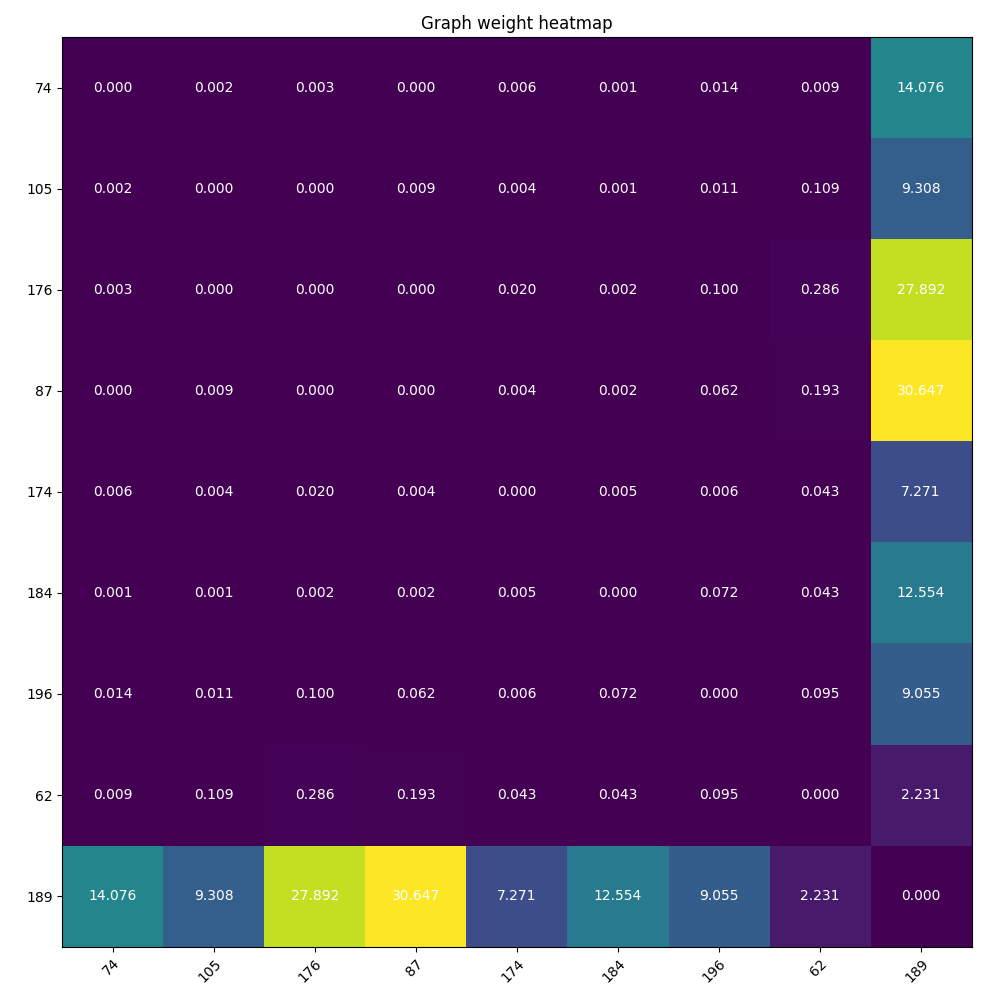 Graph weight heatmap
74 0.000 0.002 0.003 0.000 0.006 0.001 0.014 0.009 14.076
105 0.002 0.000 0.000 0.009 0.004 0.001 0.011 0.109 9.308
176 0.003 0.000 0.000 0.000 0.020 0.002 0.100 0.286 27.892
87 0.000 0.009 0.000 0.000 0.004 0.002 0.062 0.193 30.647
174 0.006 0.004 0.020 0.004 0.000 0.005 0.006 0.043 7.271
184 0.001 0.001 0.002 0.002 0.005 0.000 0.072 0.043 12.554
196 0.014 0.011 0.100 0.062 0.006 0.072 0.000 0.095 9.055
62 0.009 0.109 0.286 0.193 0.043 0.043 0.095 0.000 2.231
189 14.076 9.308 27.892 30.647 7.271 12.554 9.055 2.231 0.000
74 105 176 87 174 184 196 62 189